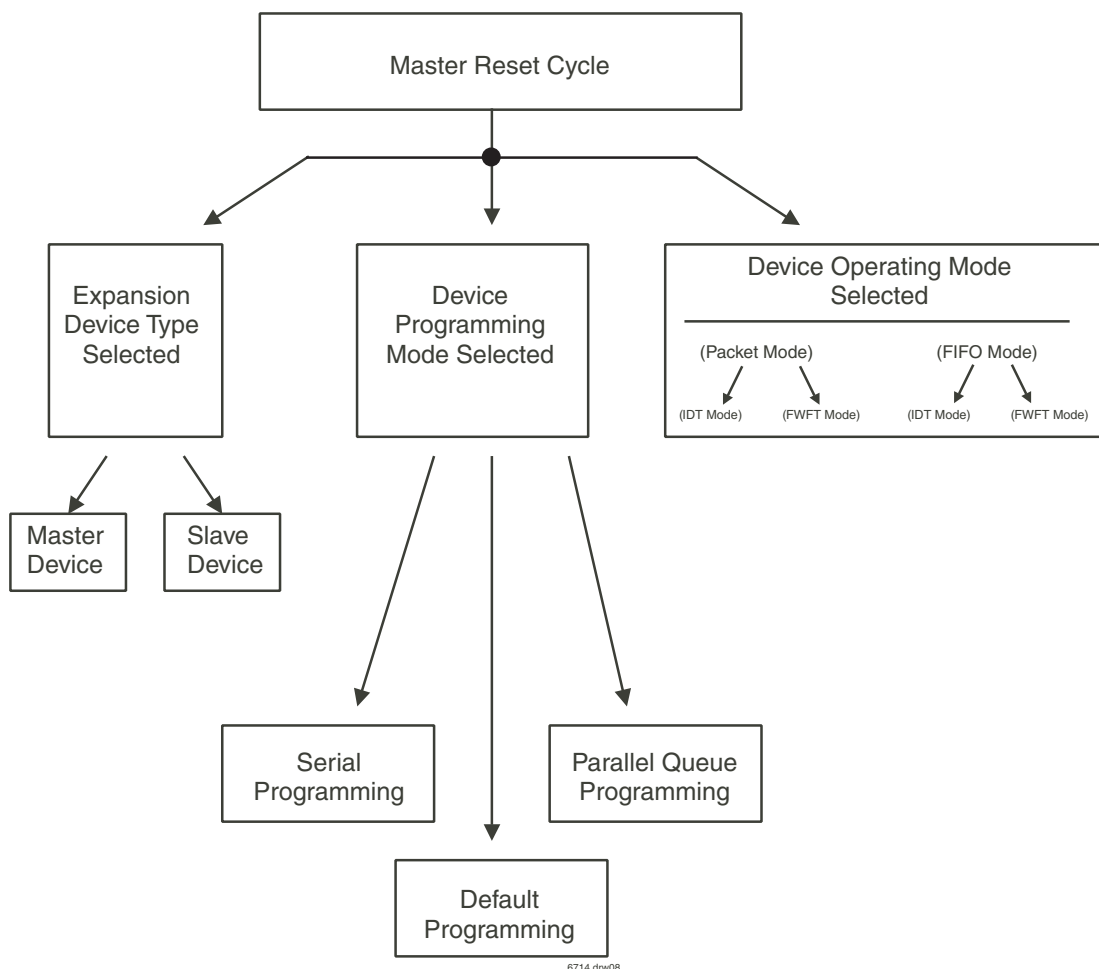 Master Reset Cycle
Expansion
Device Type
Selected
Device
Programming
Mode Selected
Device Operating Mode
Selected
(Packet Mode)
(FIFO Mode)
(IDT Mode)
(FWFT Mode)
(IDT Mode)
(FWFT Mode)
Master
Device
Slave
Device
Serial
Programming
Parallel Queue
Programming
Default
Programming
6714 drw08